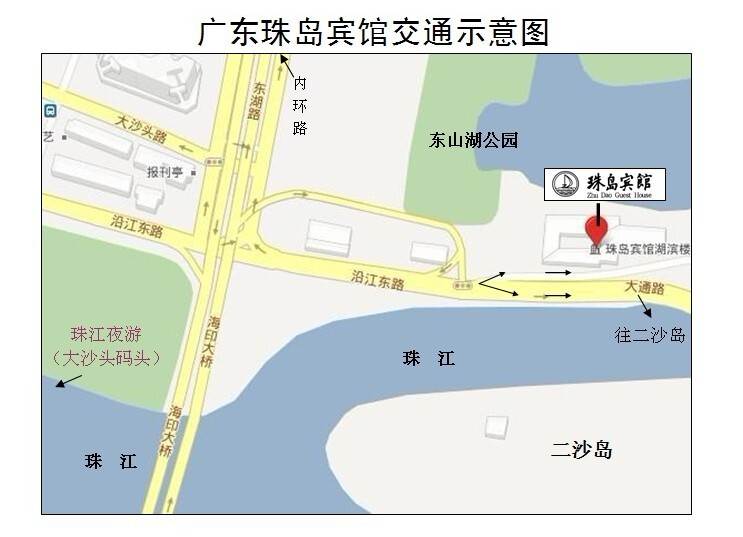 广东珠岛宾馆交通示意图
内环路
东湖路
大沙头路
艺
报刊亭
东山湖公园
珠岛宾館
Zhu Dao Guest House
珠岛宾馆湖滨楼
沿江东路
沿江东路
大通路
往二沙岛
珠江夜游
（大沙头码头）
海印大桥
珠 江
海印大桥
二沙岛
珠 江